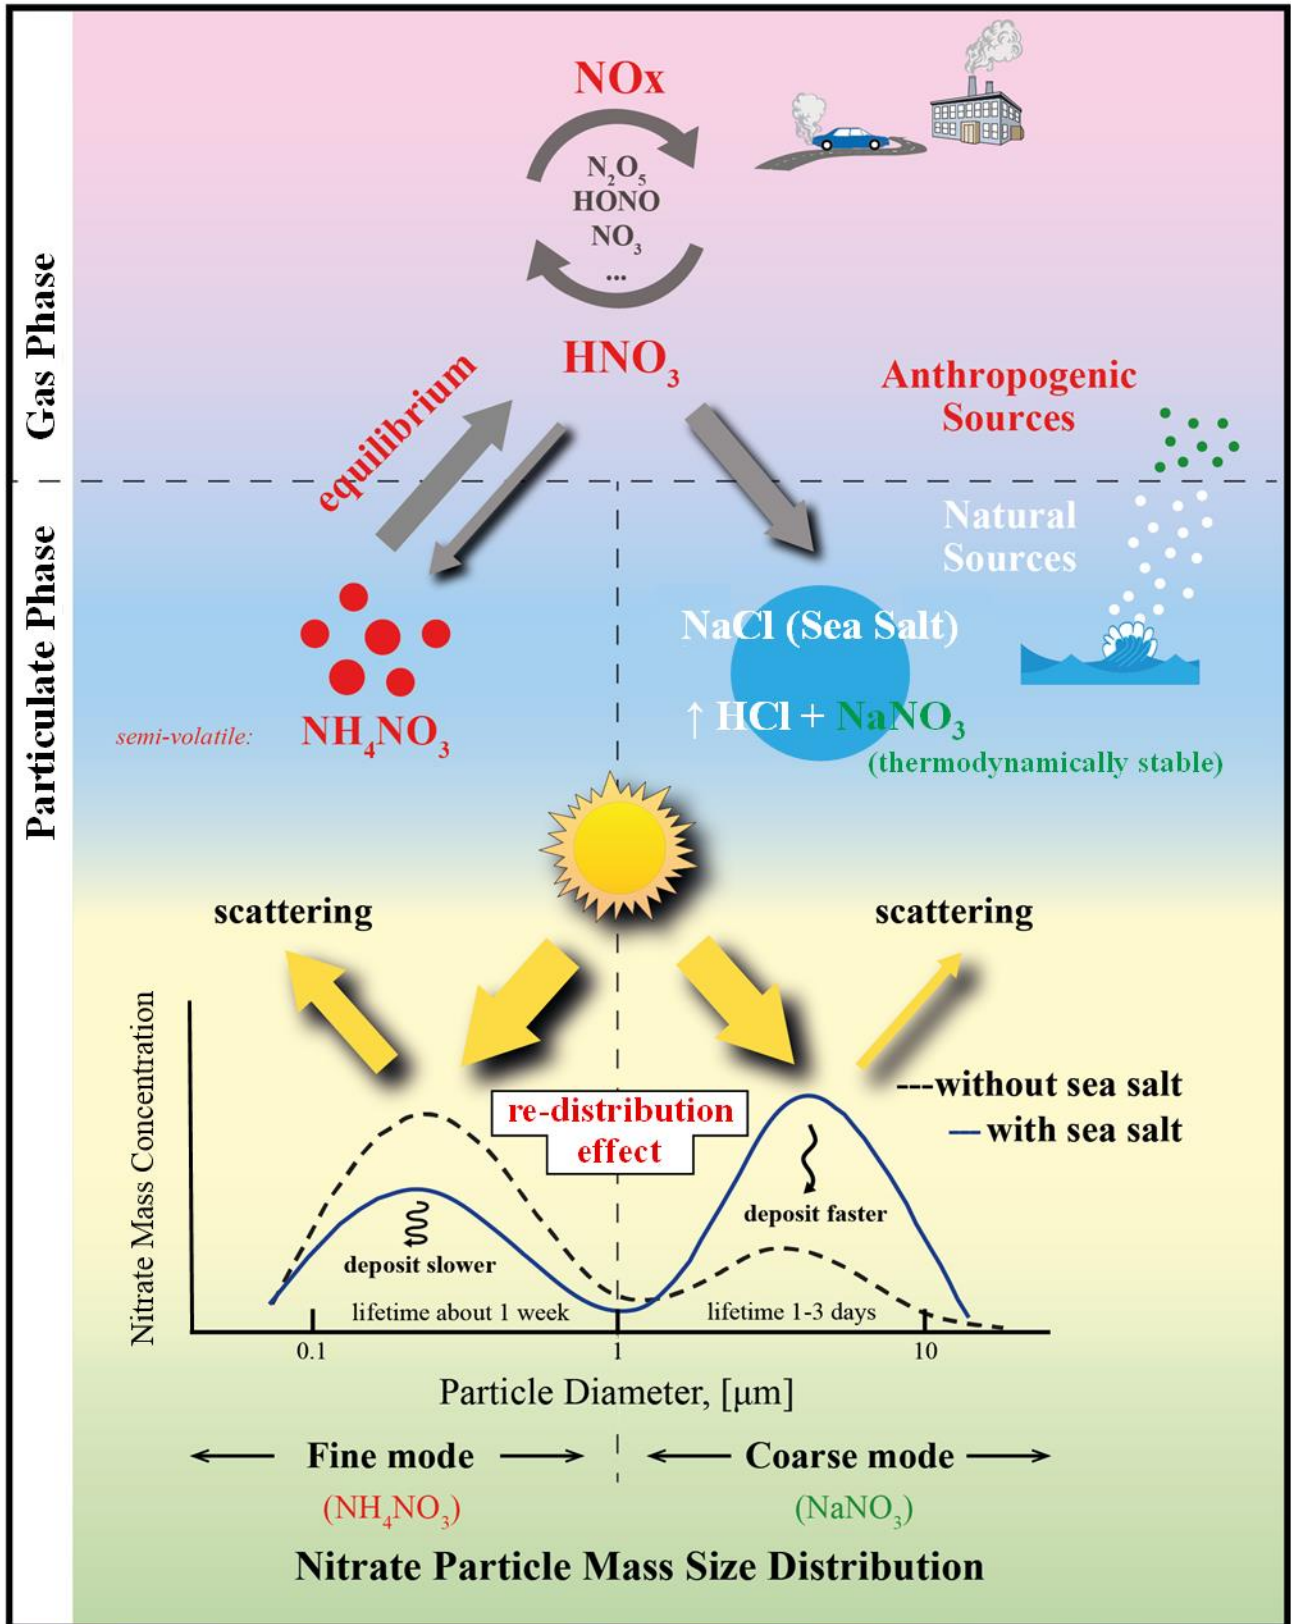 NOx
N₂O₅
HONO
NO₃
...
HNO₃
Gas Phase
equilibrium
Anthropogenic
Sources
Natural
Sources
Particulate Phase
NaCl (Sea Salt)
↑ HCl + NaNO₃
(thermodynamically stable)
semi-volatile:
NH₄NO₃
scattering
scattering
Nitrate Mass Concentration
---without sea salt
— with sea salt
re-distribution
effect
deposit faster
deposit slower
lifetime about 1 week
lifetime 1-3 days
0.1
1
10
Particle Diameter, [μm]
Fine mode
Coarse mode
(NH₄NO₃)
(NaNO₃)
Nitrate Particle Mass Size Distribution